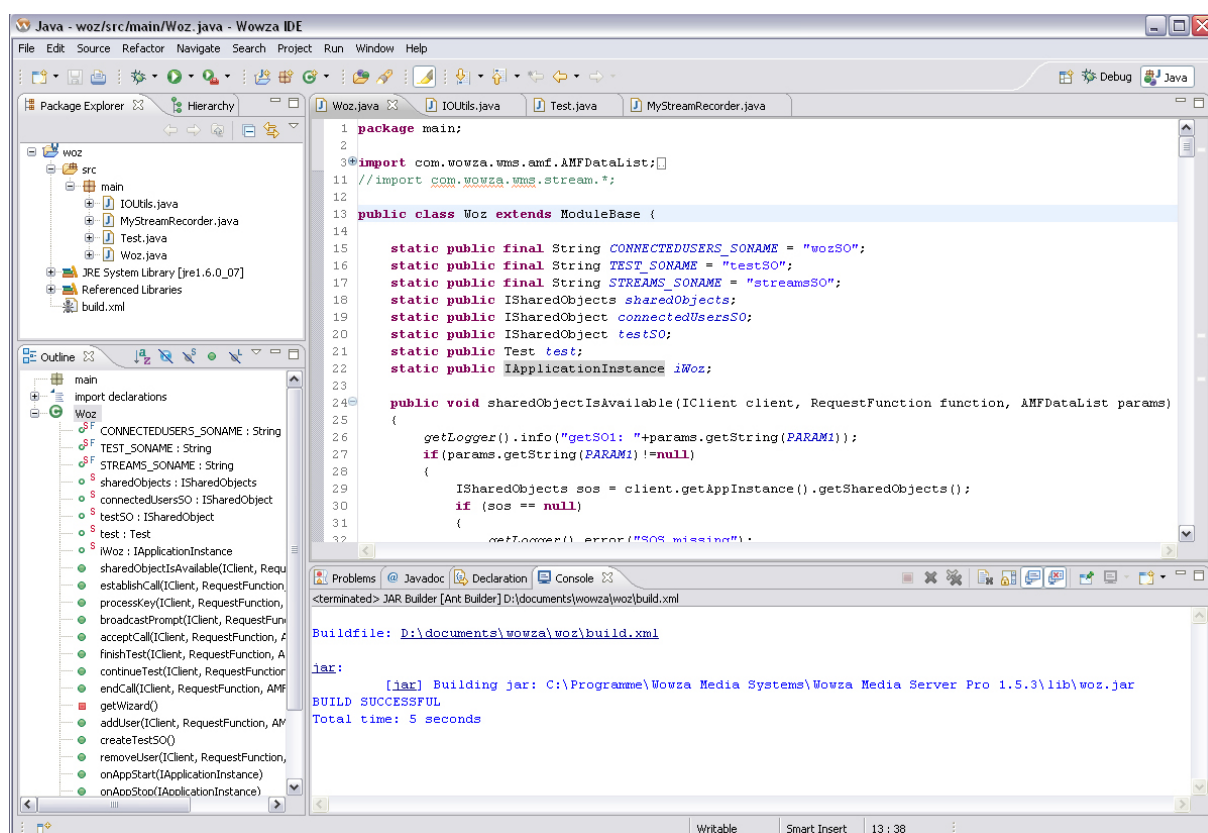 Java - woz/src/main/Woz.java - Wowza IDE
File Edit Source Refactor Navigate Search Project Run Window Help
Debug Java
Package Explorer Hierarchy
woz
src
main
IOUtils.java
MyStreamRecorder.java
Test.java
Woz.java
JRE System Library [jre1.6.0_07]
Referenced Libraries
build.xml
Outline
main
import declarations
Woz
CONNECTEDUSERS_SONAME : String
TEST_SONAME : String
STREAMS_SONAME : String
sharedObjects : ISharedObjects
connectedUsersSO : ISharedObject
testSO : ISharedObject
test : Test
iWoz : IApplicationInstance
sharedObjectIsAvailable(IClient, Requ
establishCall(IClient, RequestFunction
processKey(IClient, RequestFunction,
broadcastPrompt(IClient, RequestFun
acceptCall(IClient, RequestFunction, A
finishTest(IClient, RequestFunction, A
continueTest(IClient, RequestFunction
endCall(IClient, RequestFunction, AMF
getWizard()
addUser(IClient, RequestFunction, AM
createTestSO()
removeUser(IClient, RequestFunction,
onAppStart(IApplicationInstance)
onAppStop(IApplicationInstance)
Woz.java IOUtils.java Test.java MyStreamRecorder.java
1 package main;
2
3 import com.wowza.wms.amf.AMFDataList;
11 //import com.wowza.wms.stream.*;
12
13 public class Woz extends ModuleBase {
14
15 static public final String CONNECTEDUSERS_SONAME = "wozSO";
16 static public final String TEST_SONAME = "testSO";
17 static public final String STREAMS_SONAME = "streamsSO";
18 static public ISharedObjects sharedObjects;
19 static public ISharedObject connectedUsersSO;
20 static public ISharedObject testSO;
21 static public Test test;
22 static public IApplicationInstance iWoz;
23
24 public void sharedObjectIsAvailable(IClient client, RequestFunction function, AMFDataList params)
25 {
26 getLogger().info("getSO1: "+params.getString(PARAM1));
27 if(params.getString(PARAM1)!=null)
28 {
29 ISharedObjects sos = client.getAppInstance().getSharedObjects();
30 if (sos == null)
31 {
32 getLogger().error("SOS missing");
Problems Javadoc Declaration Console
<terminated> JAR Builder [Ant Builder] D:\documents\wowza\woz\build.xml
Buildfile: D:\documents\wowza\woz\build.xml
jar:
[jar] Building jar: C:\Programme\Wowza Media Systems\Wowza Media Server Pro 1.5.3\lib\woz.jar
BUILD SUCCESSFUL
Total time: 5 seconds
Writable Smart Insert 13 : 38